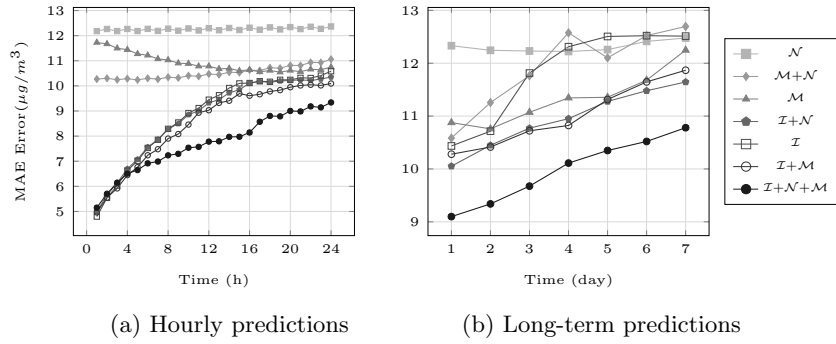 13
12
11
10
9
8
7
6
5
0 4 8 12 16 20 24
MAE Error(μg/m³)
Time (h)
(a) Hourly predictions
13
12
11
10
9
1 2 3 4 5 6 7
Time (day)
(b) Long-term predictions
𝒩
ℳ+𝒩
ℳ
ℐ+𝒩
ℐ
ℐ+ℳ
ℐ+𝒩+ℳ